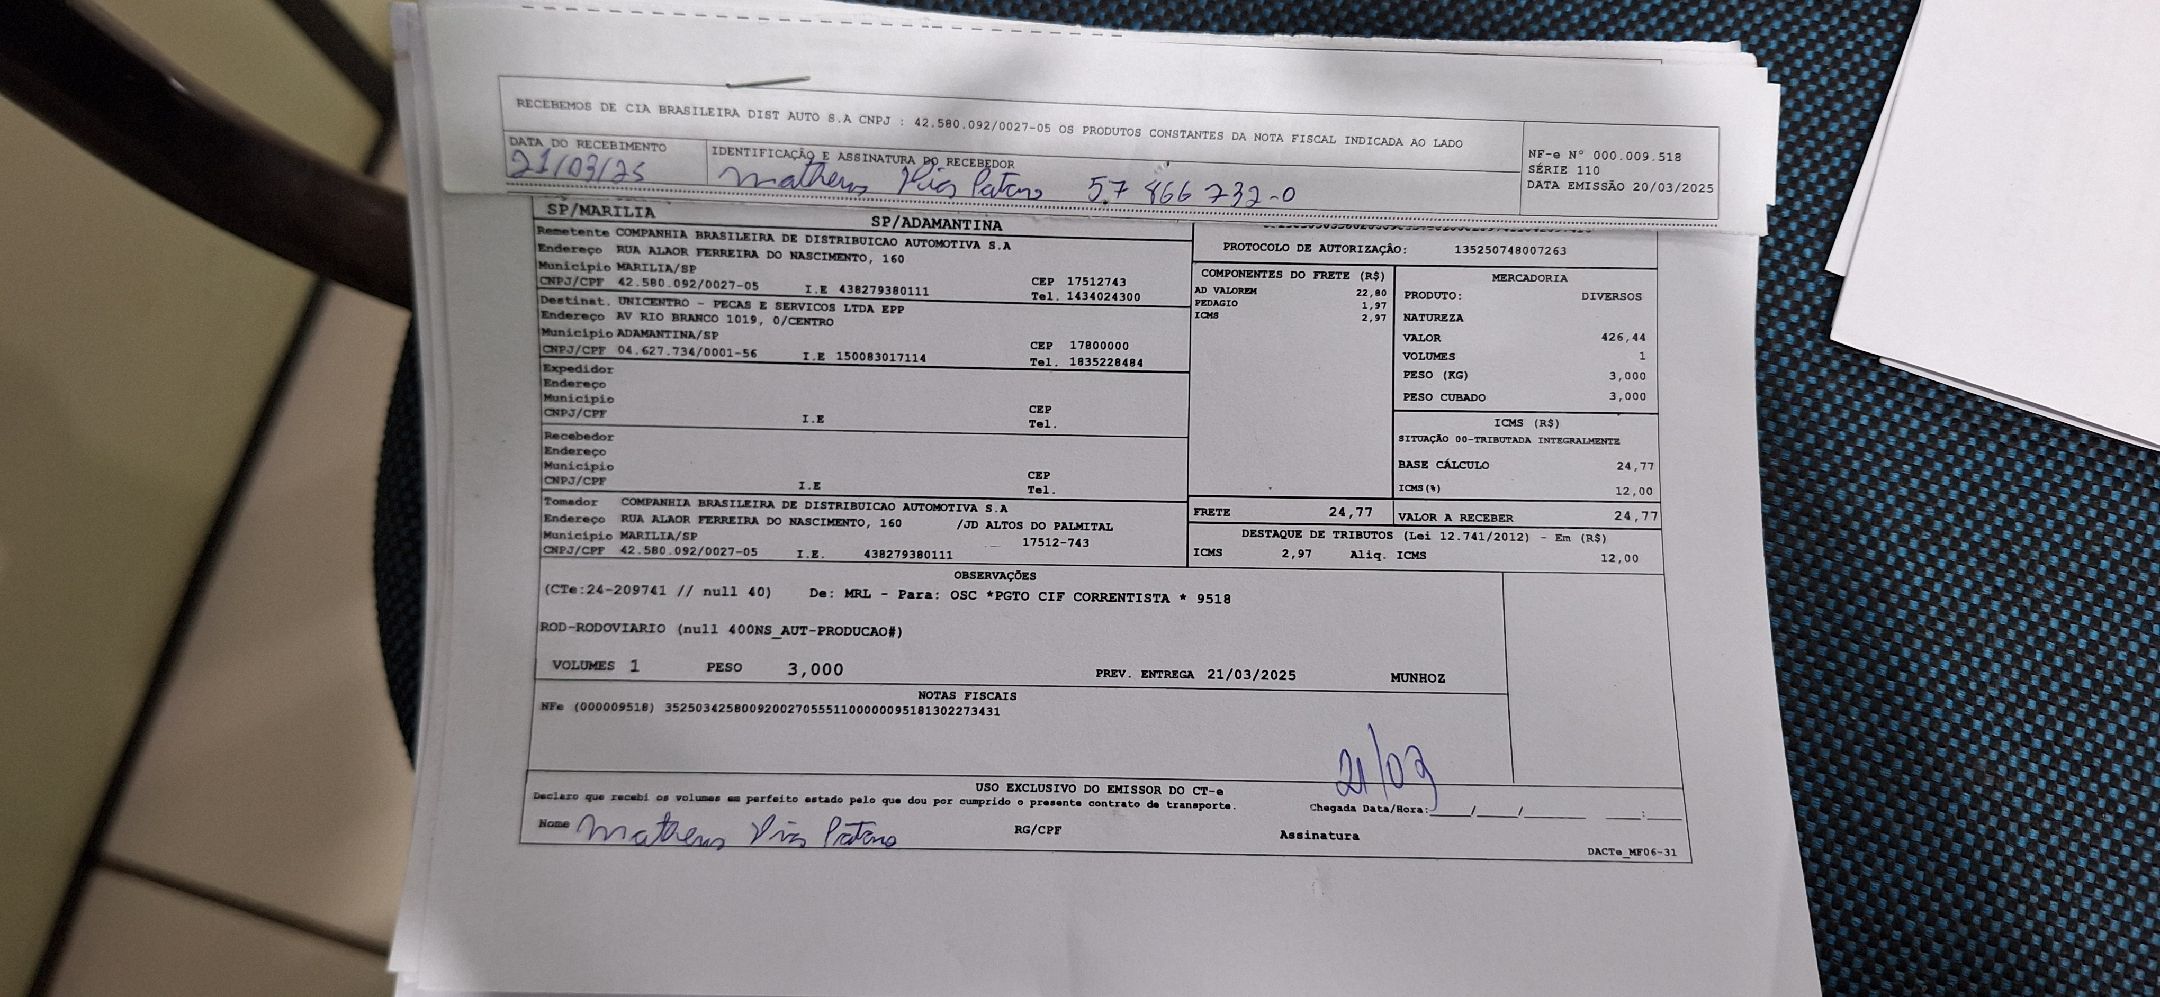 RECEBEMOS DE CIA BRASILEIRA DIST AUTO S.A CNPJ : 42.580.092/0027-05 OS PRODUTOS CONSTANTES DA NOTA FISCAL INDICADA AO LADO
DATA DO RECEBIMENTO
21/03/25
IDENTIFICAÇÃO E ASSINATURA DO RECEBEDOR
Matheus 57 866 732-0
NF-e Nº 000.009.518
SÉRIE 110
DATA EMISSÃO 20/03/2025
SP/MARILIA SP/ADAMANTINA
Remetente COMPANHIA BRASILEIRA DE DISTRIBUICAO AUTOMOTIVA S.A
Endereço RUA ALAOR FERREIRA DO NASCIMENTO, 160
Município MARILIA/SP CEP 17512743
CNPJ/CPF 42.580.092/0027-05 I.E 438279380111 Tel. 1434024300
Destinat. UNICENTRO - PECAS E SERVICOS LTDA EPP
Endereço AV RIO BRANCO 1019, 0/CENTRO
Município ADAMANTINA/SP CEP 17800000
CNPJ/CPF 04.627.734/0001-56 I.E 150083017114 Tel. 1835228484
Expedidor
Endereço
Município CEP
CNPJ/CPF I.E Tel.
Recebedor
Endereço
Município CEP
CNPJ/CPF I.E Tel.
Tomador COMPANHIA BRASILEIRA DE DISTRIBUICAO AUTOMOTIVA S.A
Endereço RUA ALAOR FERREIRA DO NASCIMENTO, 160 /JD ALTOS DO PALMITAL
Município MARILIA/SP 17512-743
CNPJ/CPF 42.580.092/0027-05 I.E. 438279380111
PROTOCOLO DE AUTORIZAÇÃO: 135250748007263
COMPONENTES DO FRETE (R$)
AD VALOREM 22,80
PEDAGIO 1,97
ICMS 2,97
MERCADORIA
PRODUTO: DIVERSOS
NATUREZA
VALOR 426,44
VOLUMES 1
PESO (KG) 3,000
PESO CUBADO 3,000
ICMS (R$)
SITUAÇÃO 00-TRIBUTADA INTEGRALMENTE
BASE CÁLCULO 24,77
ICMS(%) 12,00
FRETE 24,77
VALOR A RECEBER 24,77
DESTAQUE DE TRIBUTOS (Lei 12.741/2012) - Em (R$)
ICMS 2,97 Aliq. ICMS 12,00
OBSERVAÇÕES
(CTe:24-209741 // null 40) De: MRL - Para: OSC *PGTO CIF CORRENTISTA * 9518
ROD-RODOVIARIO (null 400NS_AUT-PRODUCAO#)
VOLUMES 1 PESO 3,000 PREV. ENTREGA 21/03/2025 MUNHOZ
NOTAS FISCAIS
NFe (000009518) 35250342580092002705551100000095181302273431
21/03
USO EXCLUSIVO DO EMISSOR DO CT-e
Declaro que recebi os volumes em perfeito estado pelo que dou por cumprido o presente contrato de transporte.
Chegada Data/Hora:____/____/______ ____:____
Nome Matheus RG/CPF Assinatura
DACTe_MF06-31